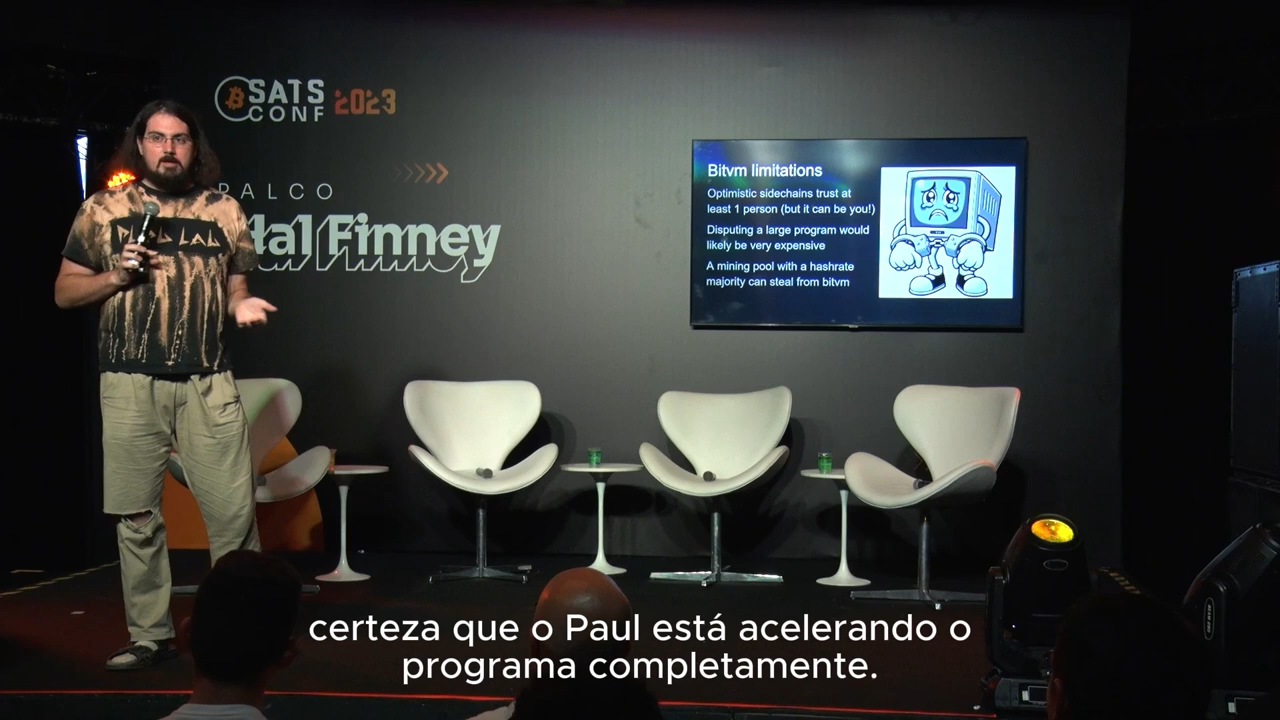 SATS
CONF
2023
PALCO
Hal Finney
PLEB LAB
Bitvm limitations
Optimistic sidechains trust at
least 1 person (but it can be you!)
Disputing a large program would
likely be very expensive
A mining pool with a hashrate
majority can steal from bitvm
certeza que o Paul está acelerando o
programa completamente.